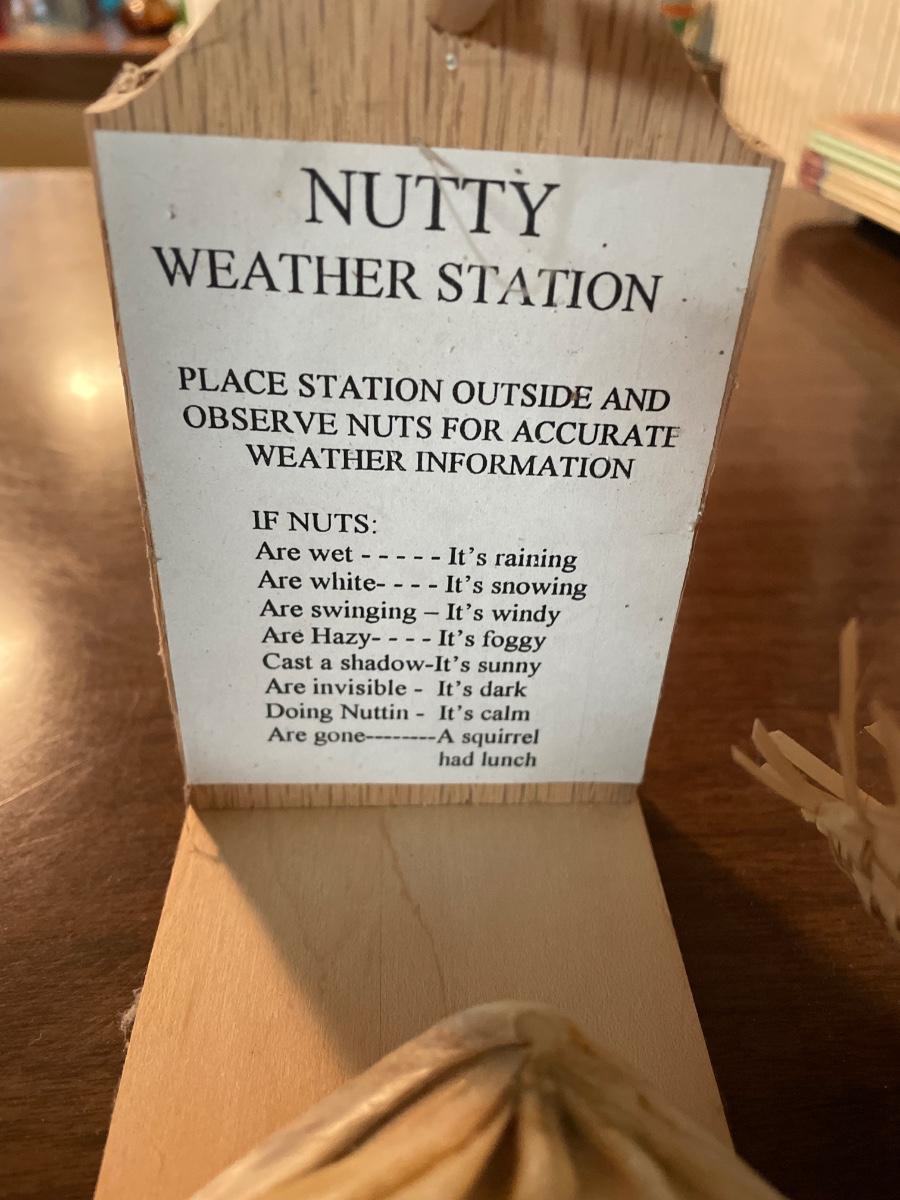 NUTTY
WEATHER STATION
PLACE STATION OUTSIDE AND
OBSERVE NUTS FOR ACCURATE
WEATHER INFORMATION
IF NUTS:
Are wet - - - - - It's raining
Are white- - - - It's snowing
Are swinging – It's windy
Are Hazy- - - - It's foggy
Cast a shadow-It's sunny
Are invisible - It's dark
Doing Nuttin - It's calm
Are gone--------A squirrel
had lunch